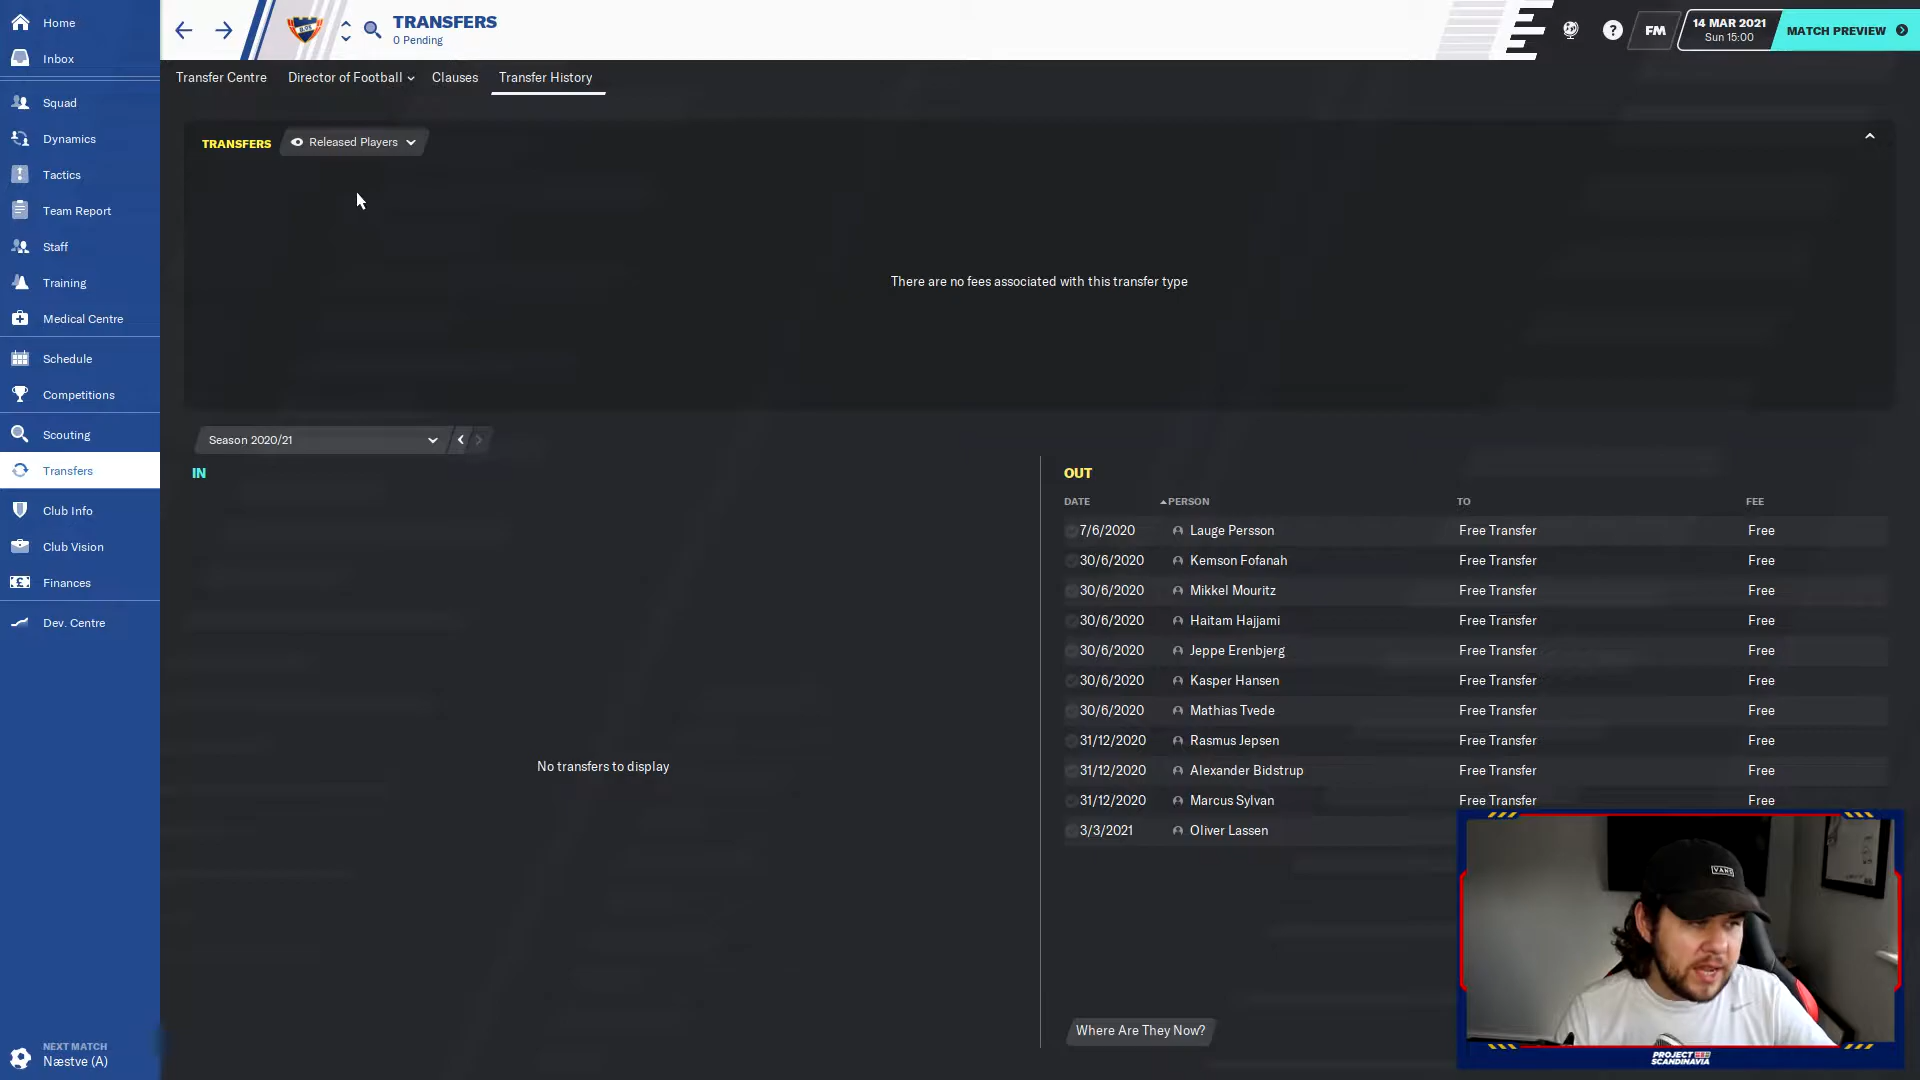 Home
Inbox
Squad
Dynamics
Tactics
Team Report
Staff
Training
Medical Centre
Schedule
Competitions
Scouting
Transfers
Club Info
Club Vision
Finances
Dev. Centre
NEXT MATCH
Næstve (A)
TRANSFERS
0 Pending
FM
14 MAR 2021
Sun 15:00
MATCH PREVIEW
Transfer Centre Director of Football Clauses Transfer History
TRANSFERS Released Players
There are no fees associated with this transfer type
Season 2020/21
IN
No transfers to display
OUT
DATE PERSON TO FEE
7/6/2020 Lauge Persson Free Transfer Free
30/6/2020 Kemson Fofanah Free Transfer Free
30/6/2020 Mikkel Mouritz Free Transfer Free
30/6/2020 Haitam Hajjami Free Transfer Free
30/6/2020 Jeppe Erenbjerg Free Transfer Free
30/6/2020 Kasper Hansen Free Transfer Free
30/6/2020 Mathias Tvede Free Transfer Free
31/12/2020 Rasmus Jepsen Free Transfer Free
31/12/2020 Alexander Bidstrup Free Transfer Free
31/12/2020 Marcus Sylvan Free Transfer Free
3/3/2021 Oliver Lassen
Where Are They Now?
VANS
PROJECT
SCANDINAVIA